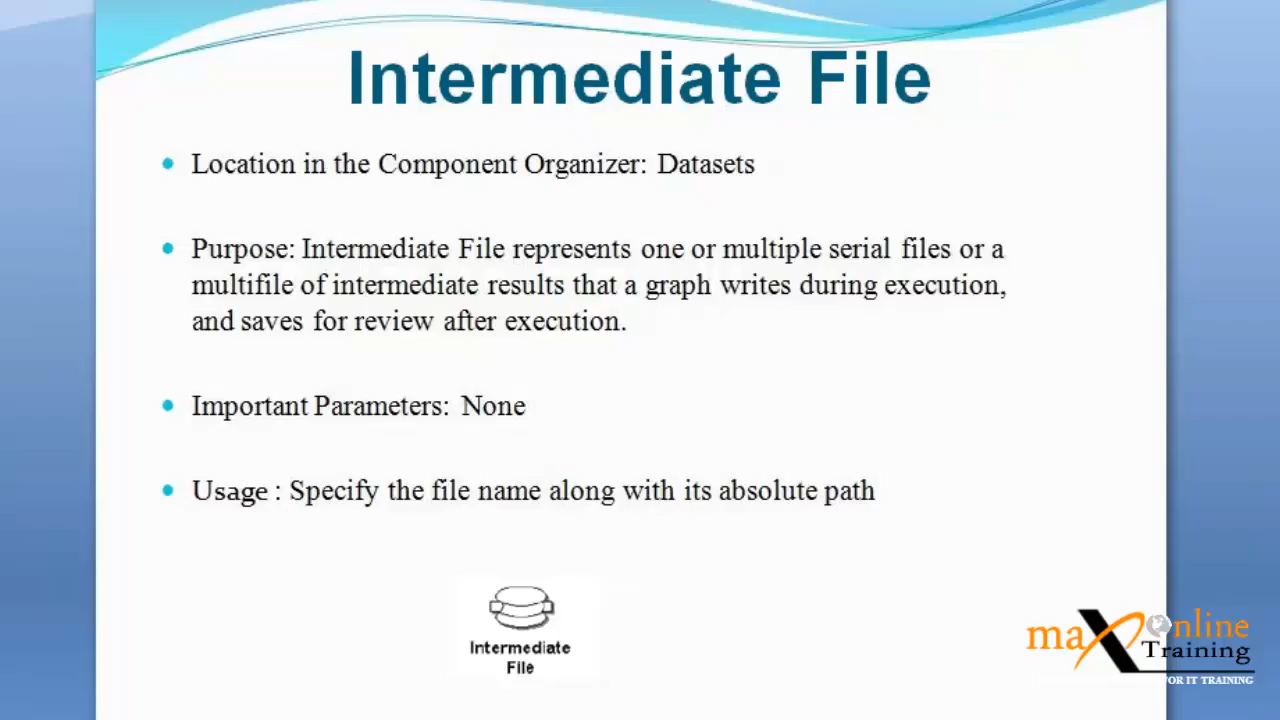 Intermediate File
Location in the Component Organizer: Datasets
Purpose: Intermediate File represents one or multiple serial files or a
multifile of intermediate results that a graph writes during execution,
and saves for review after execution.
Important Parameters: None
Usage : Specify the file name along with its absolute path
Intermediate
File
maX Online
Training
FOR IT TRAINING